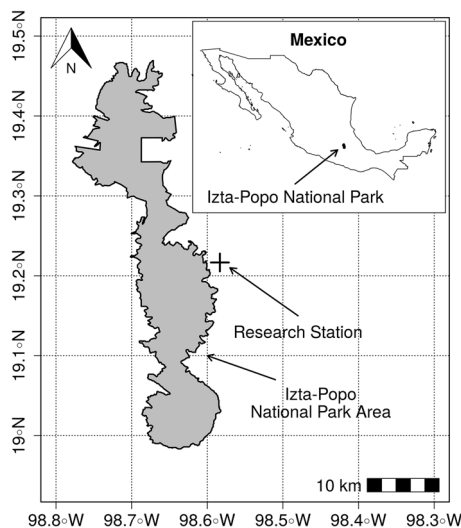 19.5○N
19.4○N
19.3○N
19.2○N
19.1○N
19○N
N
Mexico
Izta-Popo National Park
Research Station
Izta-Popo
National Park Area
10 km
98.8○W 98.7○W 98.6○W 98.5○W 98.4○W 98.3○W